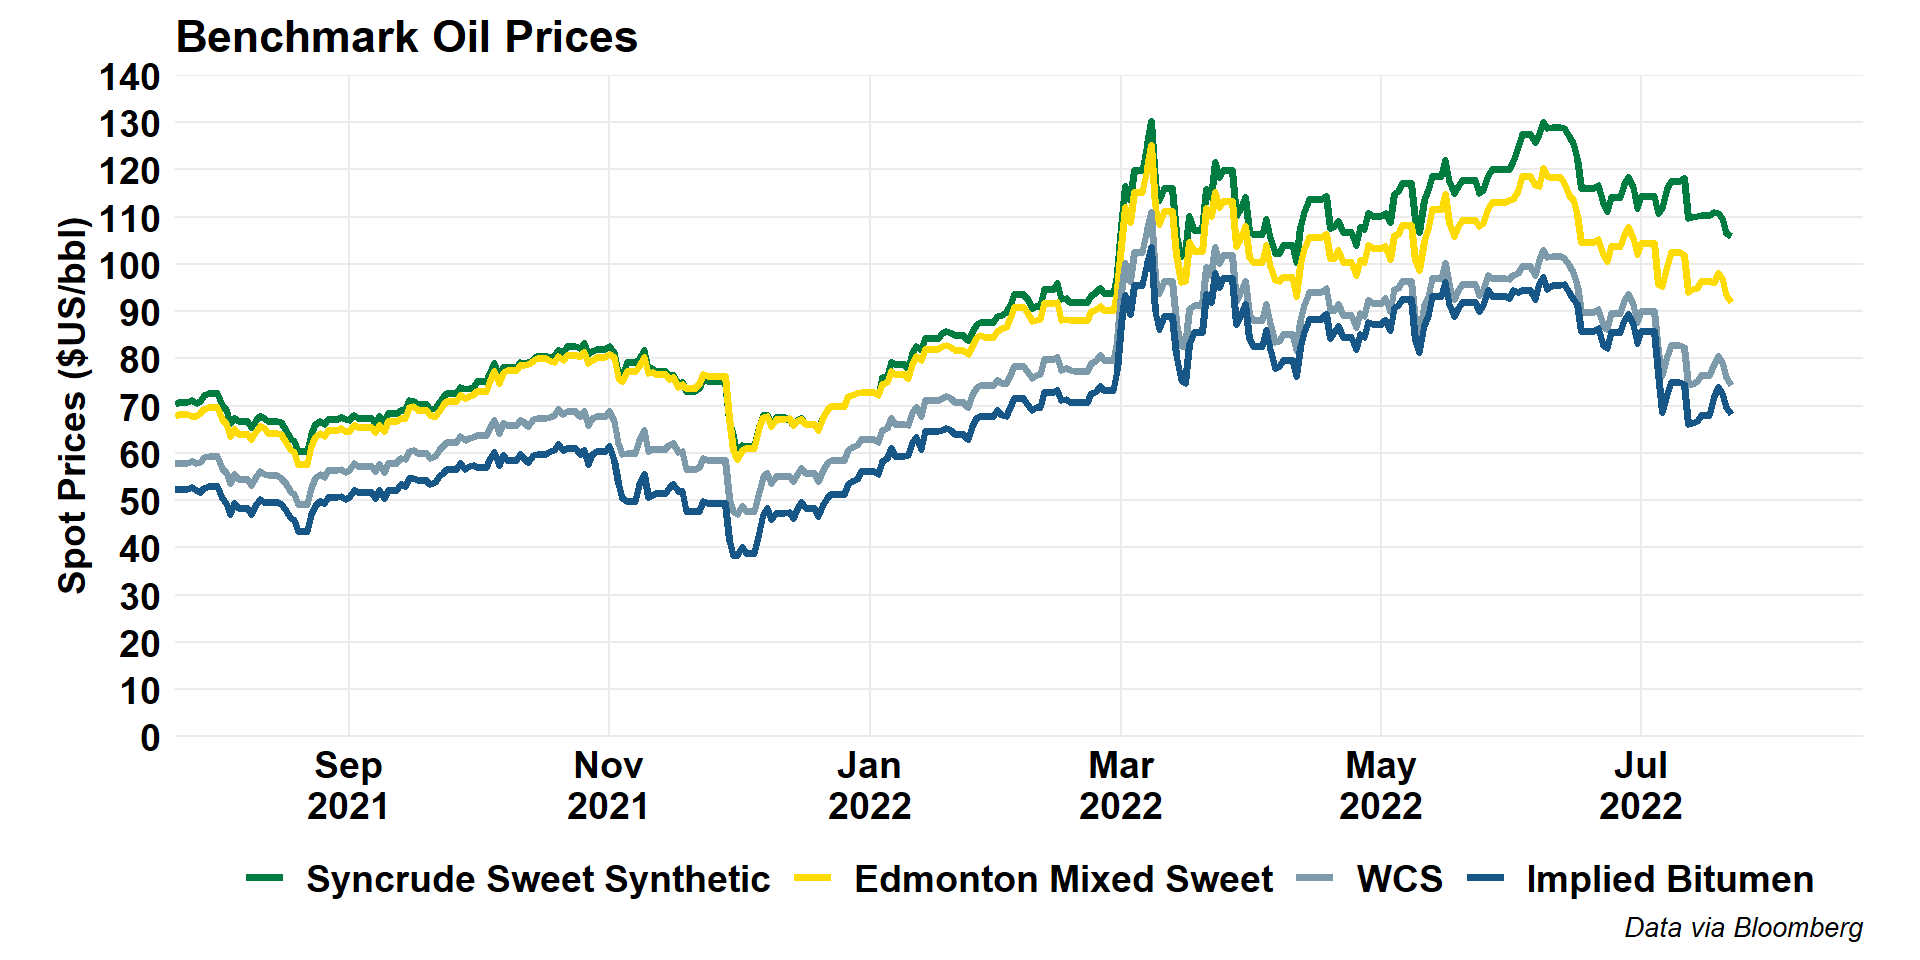 Benchmark Oil Prices
140
130
120
110
100
90
80
70
60
50
40
30
20
10
0
Spot Prices ($US/bbl)
Sep 2021
Nov 2021
Jan 2022
Mar 2022
May 2022
Jul 2022
Syncrude Sweet Synthetic
Edmonton Mixed Sweet
WCS
Implied Bitumen
Data via Bloomberg